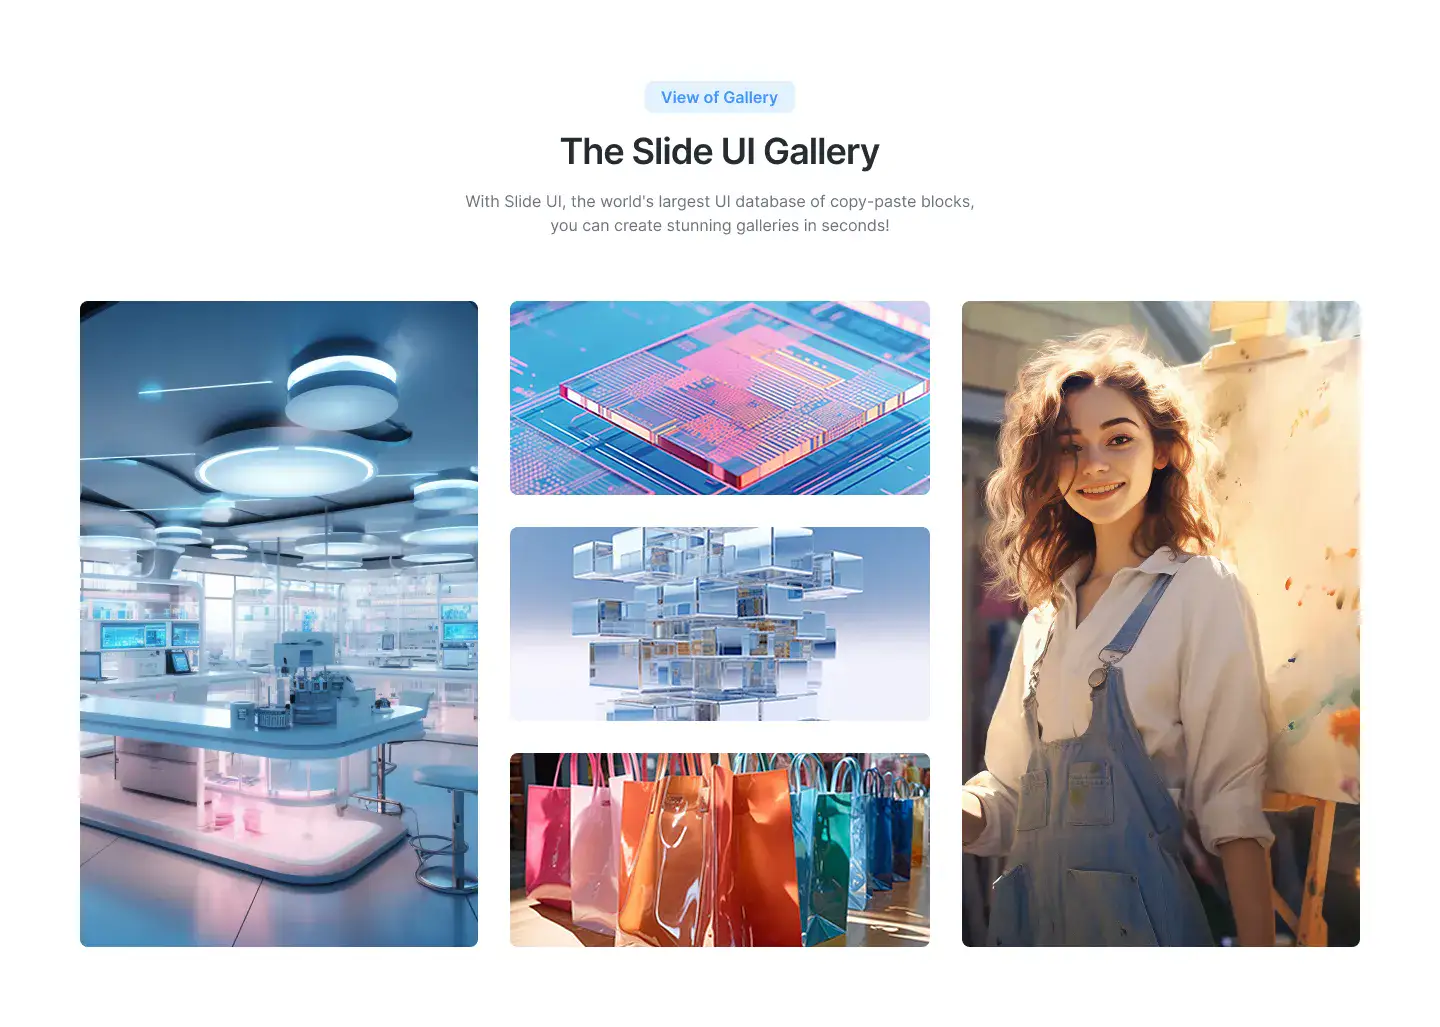 View of Gallery
The Slide UI Gallery
With Slide UI, the world's largest UI database of copy-paste blocks,
you can create stunning galleries in seconds!